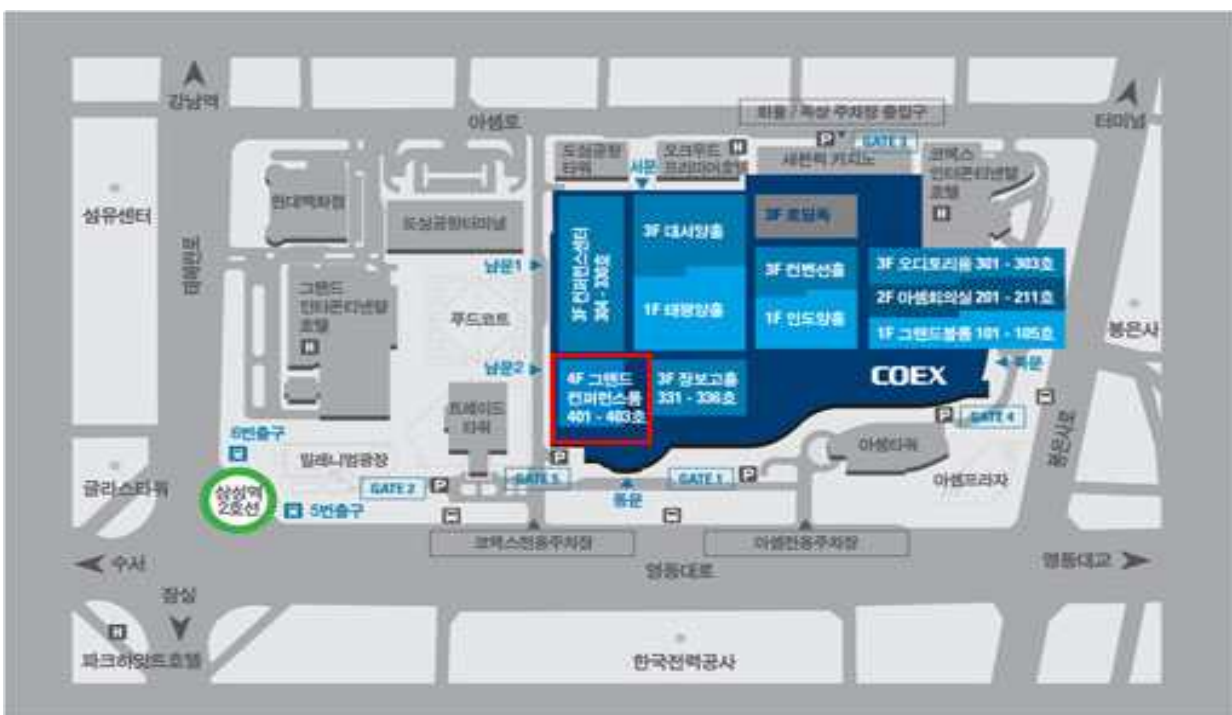 강남역
터미널
아셈로
화물 / 옥상 주차장 출입구
GATE 3
도심공항
타워
서문
오크우드
프리미어호텔
세븐럭 카지노
코엑스
인터콘티넨탈
호텔
섬유센터
현대백화점
도심공항터미널
테헤란로
남문1
3F 컨퍼런스센터
3F 대서양홀
3F 로딩독
3F 컨벤션홀
3F 오디토리움 301 - 303호
2F 아셈회의실 201 - 211호
그랜드
인터콘티넨탈
호텔
푸드코트
1F 태평양홀
1F 인도양홀
1F 그랜드볼룸 101 - 105호
봉은사
남문2
4F 그랜드
컨퍼런스룸
401 - 403호
3F 장보고홀
331 - 336호
COEX
동문
트레이드
타워
GATE 4
봉은사로
6번출구
밀레니엄광장
아셈타워
아셈프라자
글라스타워
삼성역
2호선
5번출구
GATE 2
GATE 5
GATE 1
코엑스전용주차장
아셈전용주차장
수서
영동대로
영동대교
잠실
파크하얏트호텔
한국전력공사